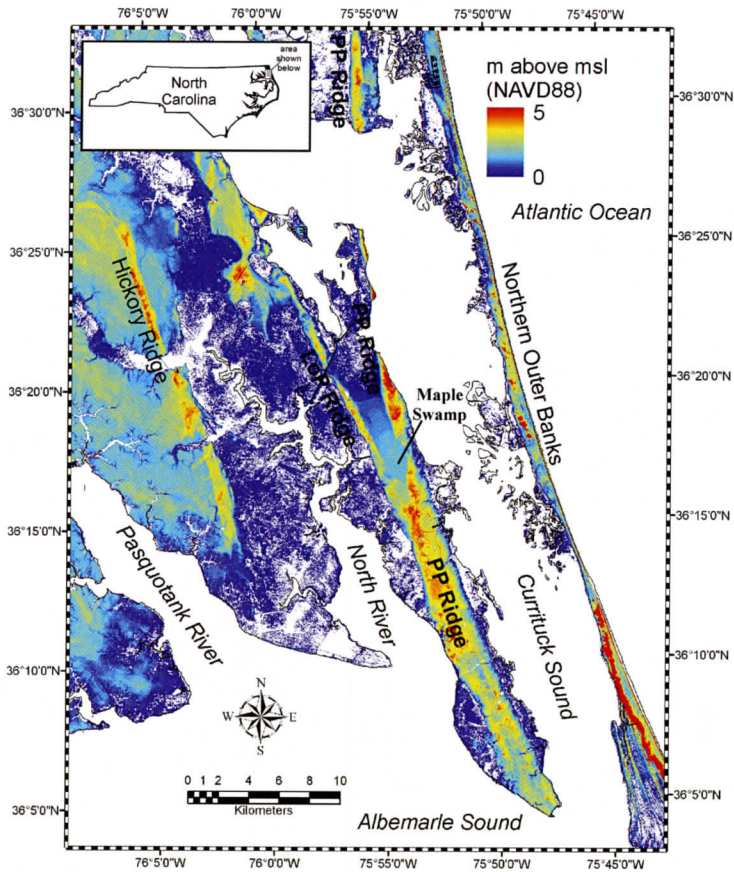 76°5'0"W 76°0'0"W 75°55'0"W 75°50'0"W 75°45'0"W
area
shown
below
North
Carolina
PP Ridge
m above msl
(NAVD88)
5
0
36°30'0"N
36°30'0"N
Atlantic Ocean
36°25'0"N
36°25'0"N
Hickory Ridge
Northern Outer Banks
PP Ridge
LCR Ridge
36°20'0"N
36°20'0"N
Maple
Swamp
36°15'0"N
36°15'0"N
Pasquotank River
North River
PP Ridge
Currituck Sound
36°10'0"N
36°10'0"N
N
W
E
S
0 1 2 4 6 8 10
Kilometers
36°5'0"N
36°5'0"N
Albemarle Sound
76°5'0"W 76°0'0"W 75°55'0"W 75°50'0"W 75°45'0"W